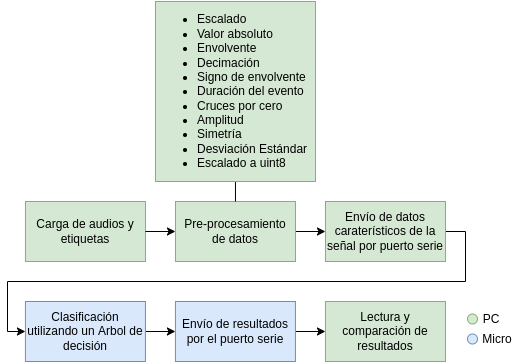 Escalado
Valor absoluto
Envolvente
Decimación
Signo de envolvente
Duración del evento
Cruces por cero
Amplitud
Simetría
Desviación Estándar
Escalado a uint8
Carga de audios y
etiquetas
Pre-procesamiento
de datos
Envío de datos
caraterísticos de la
señal por puerto serie
Clasificación
utilizando un Arbol de
decisión
Envío de resultados
por el puerto serie
Lectura y
comparación de
resultados
PC
Micro